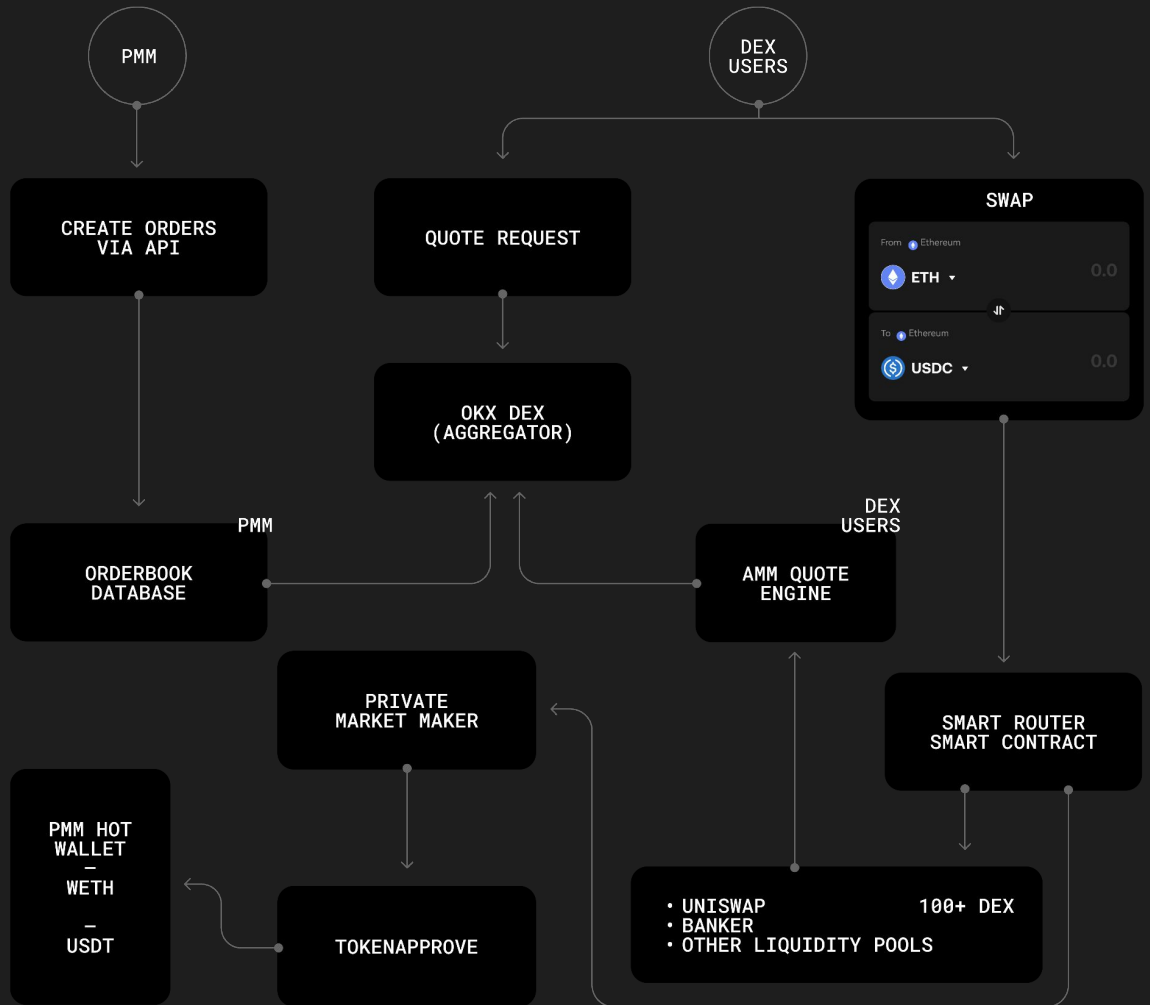 PMM
DEX
USERS
CREATE ORDERS
VIA API
QUOTE REQUEST
SWAP
From Ethereum
ETH
0.0
To Ethereum
USDC
0.0
OKX DEX
(AGGREGATOR)
PMM
ORDERBOOK
DATABASE
DEX
USERS
AMM QUOTE
ENGINE
PRIVATE
MARKET MAKER
SMART ROUTER
SMART CONTRACT
PMM HOT
WALLET
–
WETH
–
USDT
TOKENAPPROVE
• UNISWAP
100+ DEX
• BANKER
• OTHER LIQUIDITY POOLS